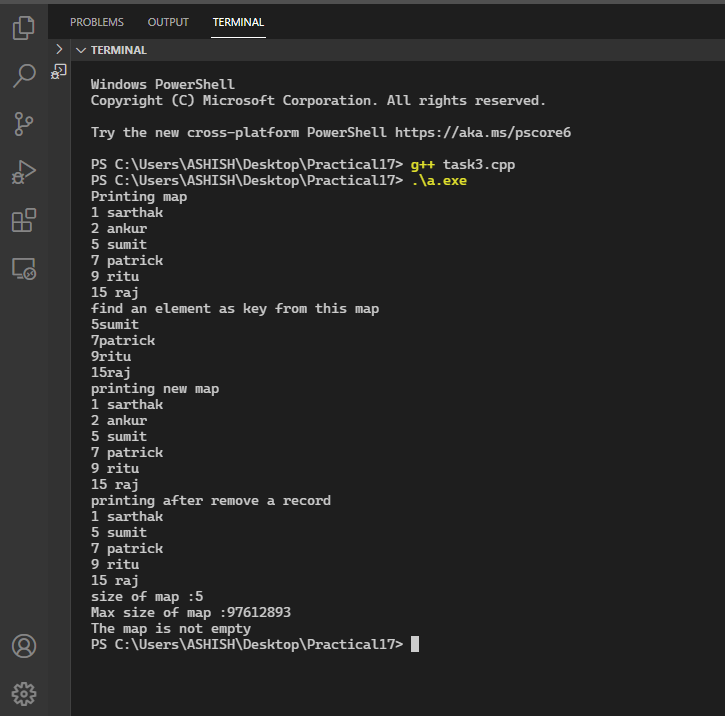 PROBLEMS OUTPUT TERMINAL
TERMINAL
Windows PowerShell
Copyright (C) Microsoft Corporation. All rights reserved.
Try the new cross-platform PowerShell https://aka.ms/pscore6
PS C:\Users\ASHISH\Desktop\Practical17> g++ task3.cpp
PS C:\Users\ASHISH\Desktop\Practical17> .\a.exe
Printing map
1 sarthak
2 ankur
5 sumit
7 patrick
9 ritu
15 raj
find an element as key from this map
5sumit
7patrick
9ritu
15raj
printing new map
1 sarthak
2 ankur
5 sumit
7 patrick
9 ritu
15 raj
printing after remove a record
1 sarthak
5 sumit
7 patrick
9 ritu
15 raj
size of map :5
Max size of map :97612893
The map is not empty
PS C:\Users\ASHISH\Desktop\Practical17>